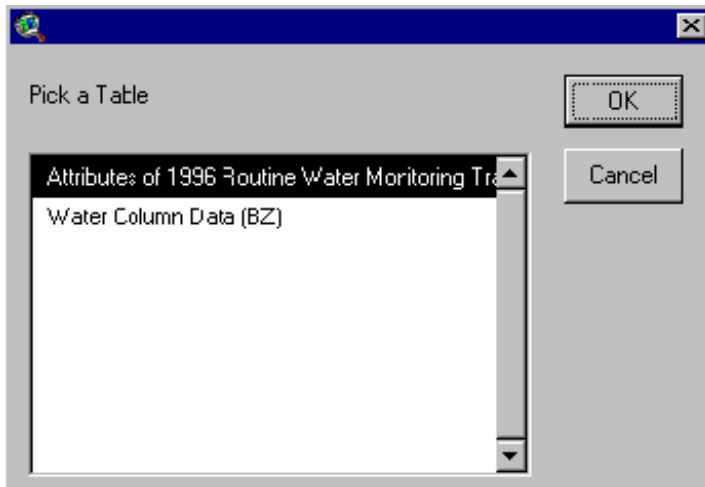 Pick a Table
OK
Attributes of 1996 Routine Water Monitoring Tra
Cancel
Water Column Data (BZ)